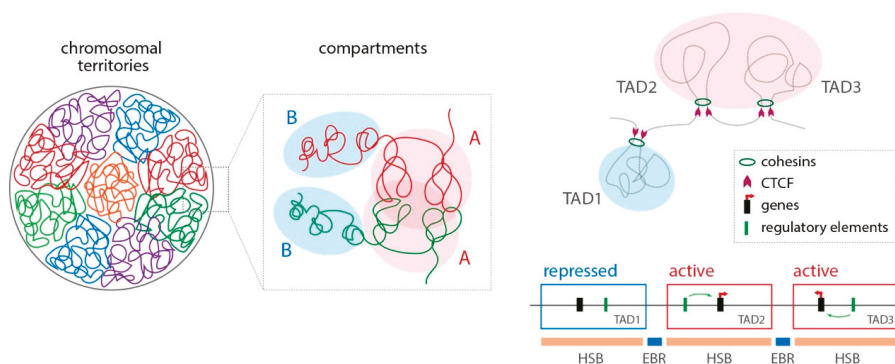 chromosomal
territories
compartments
B
A
B
A
TAD2
TAD3
TAD1
cohesins
CTCF
genes
regulatory elements
repressed
active
active
TAD1
TAD2
TAD3
HSB
EBR
HSB
EBR
HSB